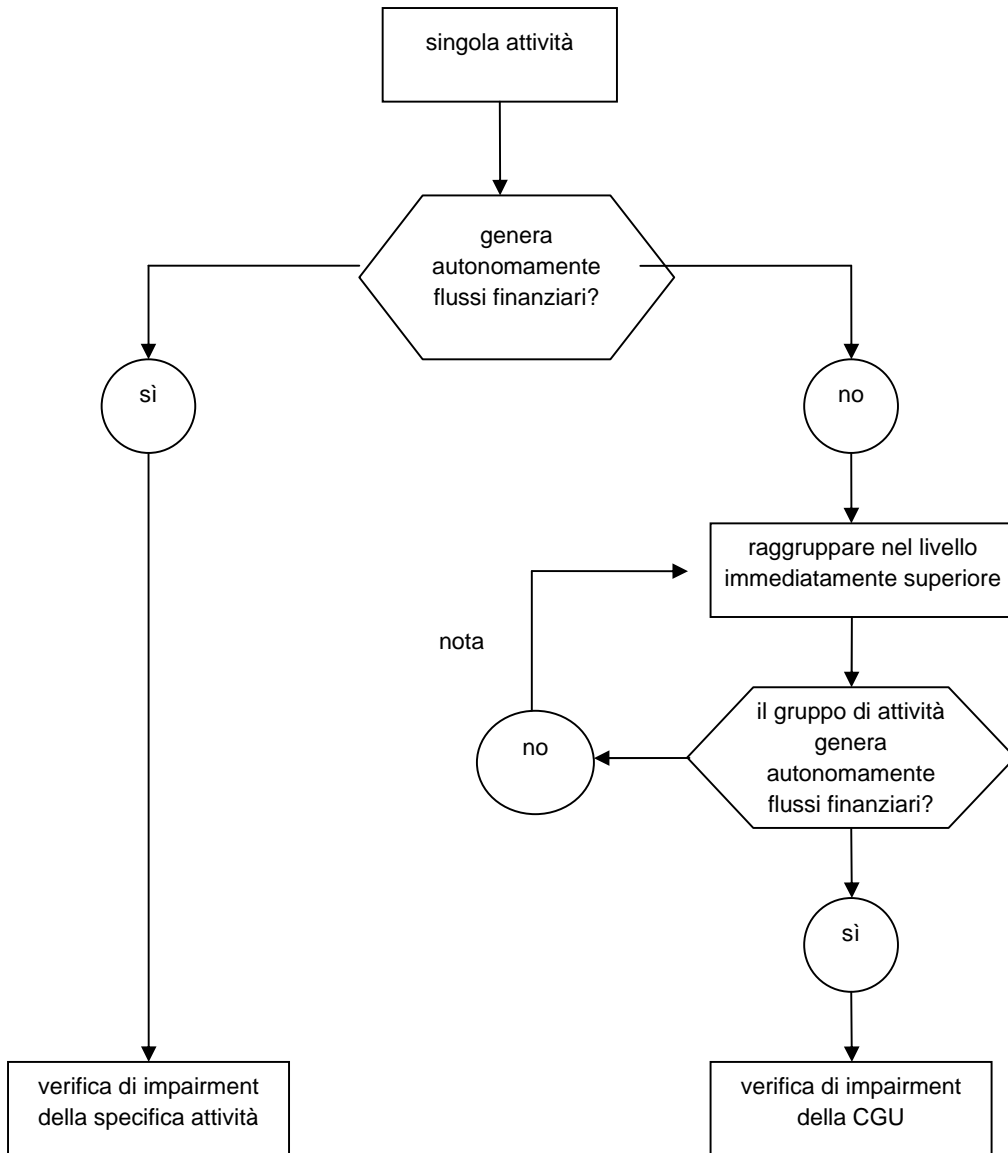 singola attività
genera
autonomamente
flussi finanziari?
sì
no
raggruppare nel livello
immediatamente superiore
nota
no
il gruppo di attività
genera
autonomamente
flussi finanziari?
sì
verifica di impairment
della specifica attività
verifica di impairment
della CGU